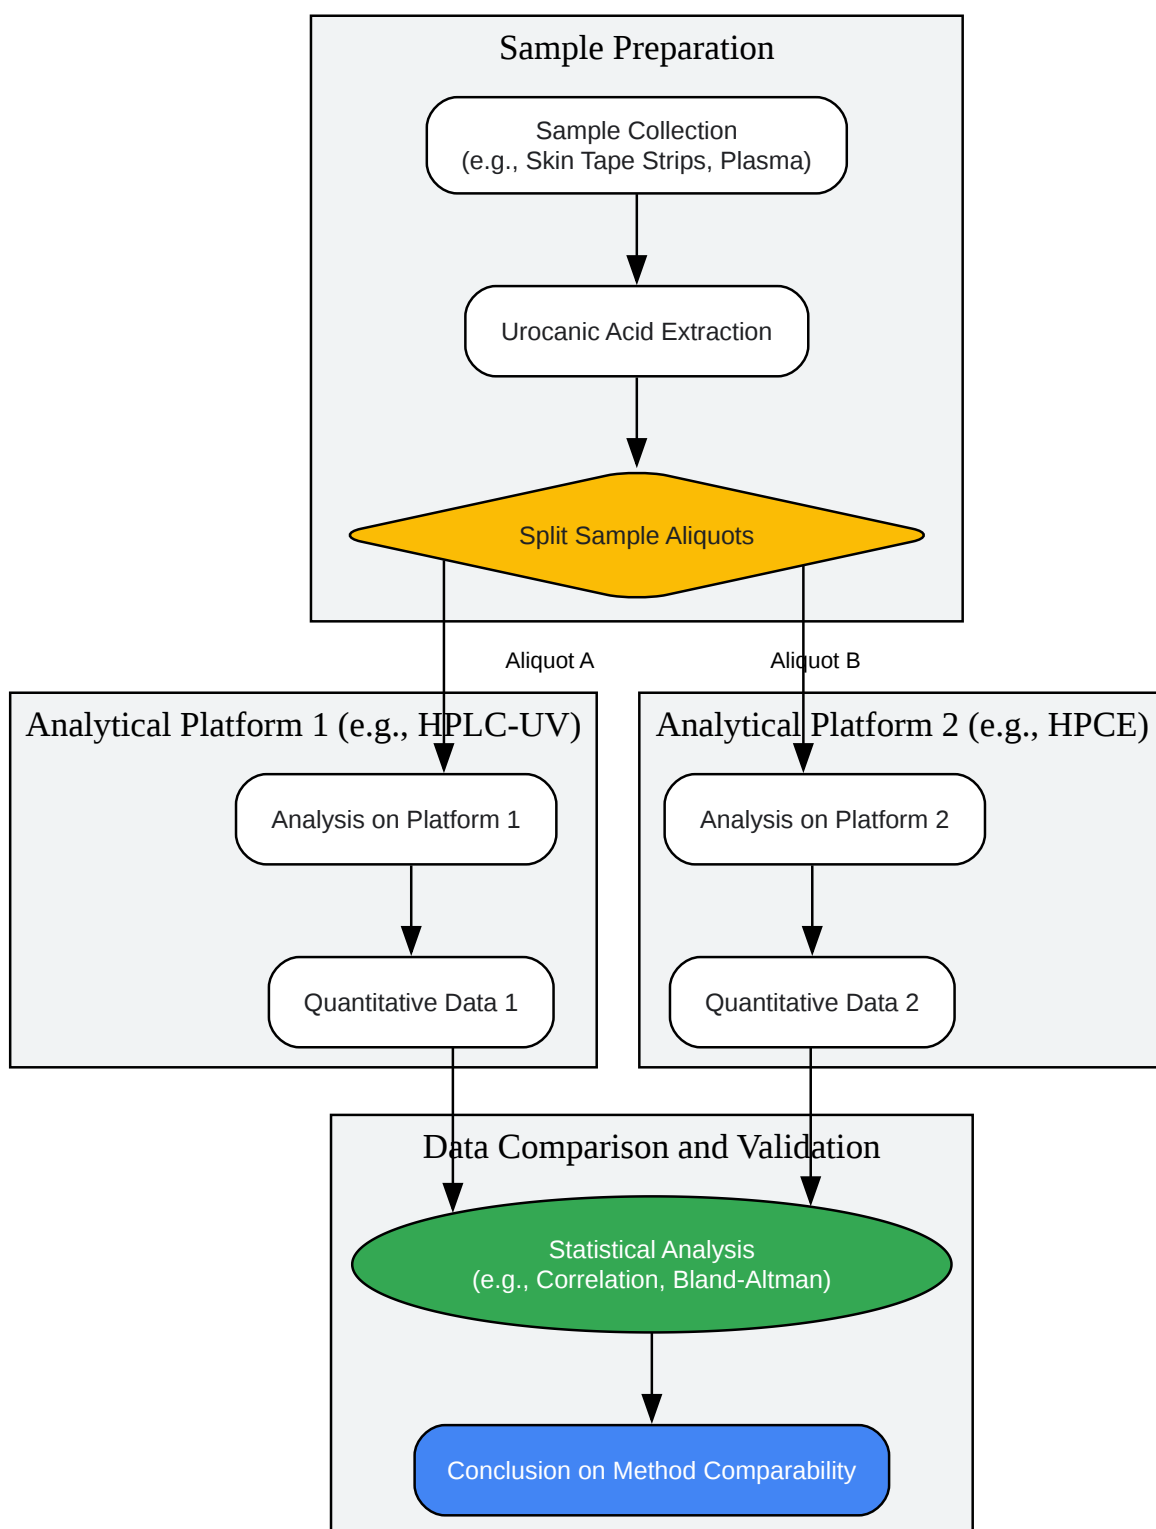 Sample Preparation
Sample Collection
(e.g., Skin Tape Strips, Plasma)
Urocanic Acid Extraction
Split Sample Aliquots
Aliquot A
Aliquot B
Analytical Platform 1 (e.g., HPLC-UV)
Analytical Platform 2 (e.g., HPCE)
Analysis on Platform 1
Analysis on Platform 2
Quantitative Data 1
Quantitative Data 2
Data Comparison and Validation
Statistical Analysis
(e.g., Correlation, Bland-Altman)
Conclusion on Method Comparability